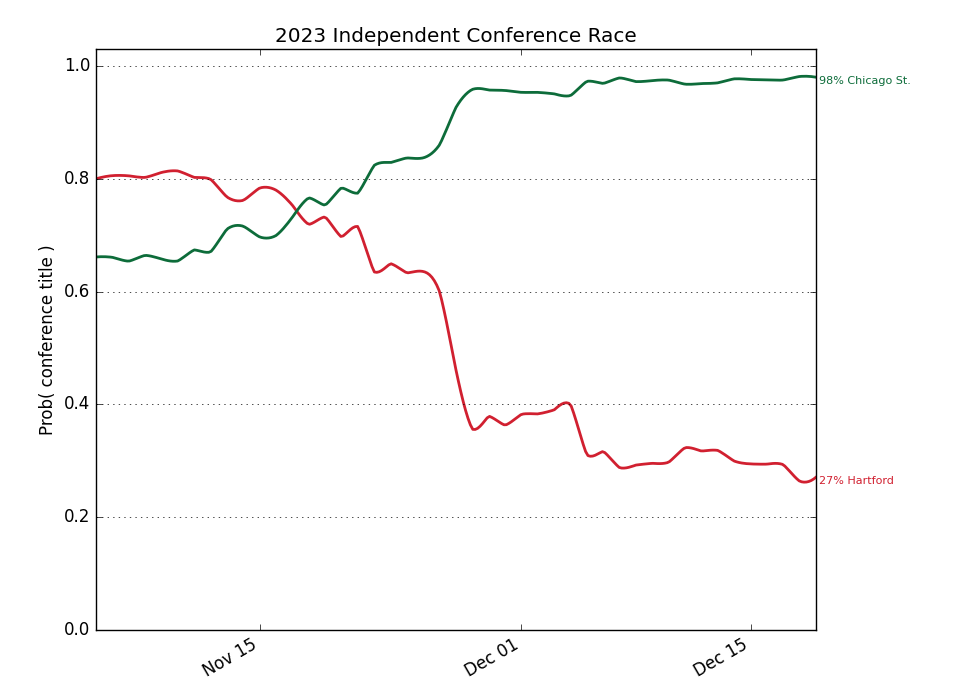 2023 Independent Conference Race
1.0
0.8
0.6
0.4
0.2
0.0
Prob( conference title )
98% Chicago St.
27% Hartford
Nov 15
Dec 01
Dec 15